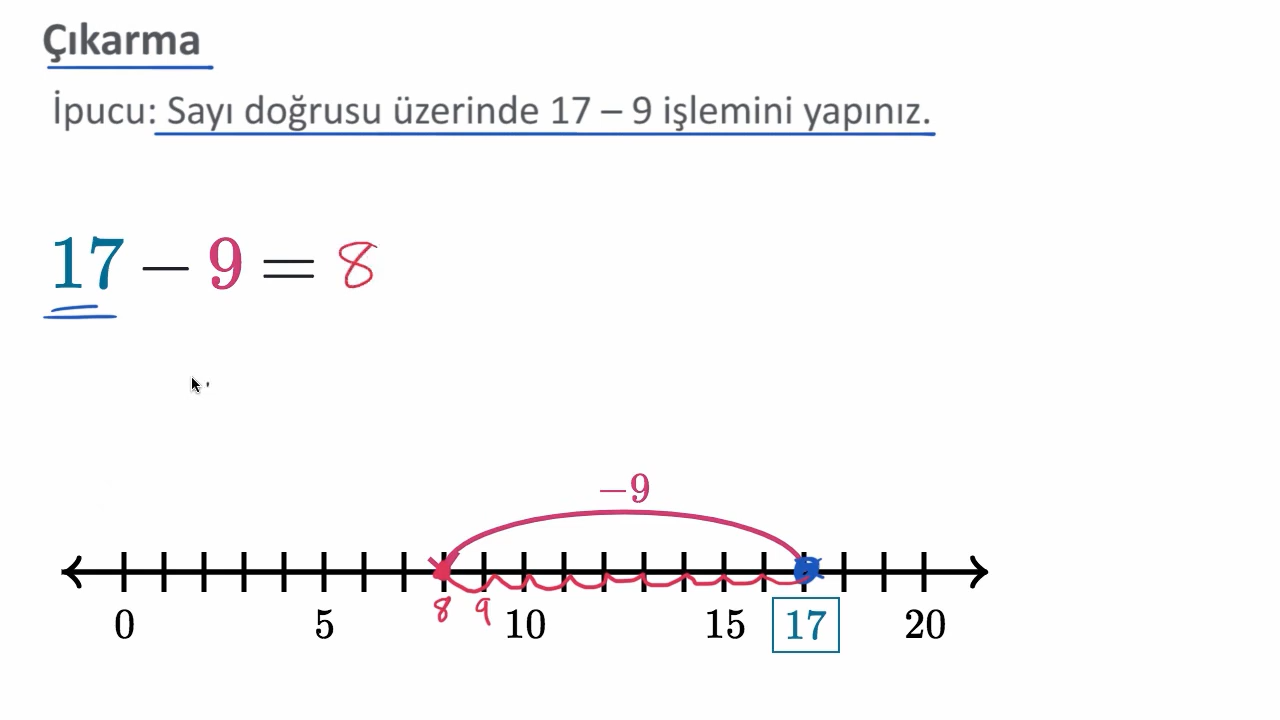 Çıkarma
İpucu: Sayı doğrusu üzerinde 17 – 9 işlemini yapınız.
17 − 9 = 8
−9
0 5 8 9 10 15 17 20